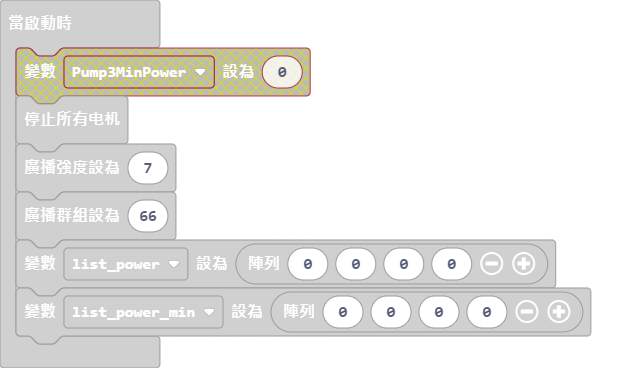 當啟動時
變數 Pump3MinPower 設為 0
停止所有电机
廣播強度設為 7
廣播群組設為 66
變數 list_power 設為 陣列 0 0 0 0
變數 list_power_min 設為 陣列 0 0 0 0